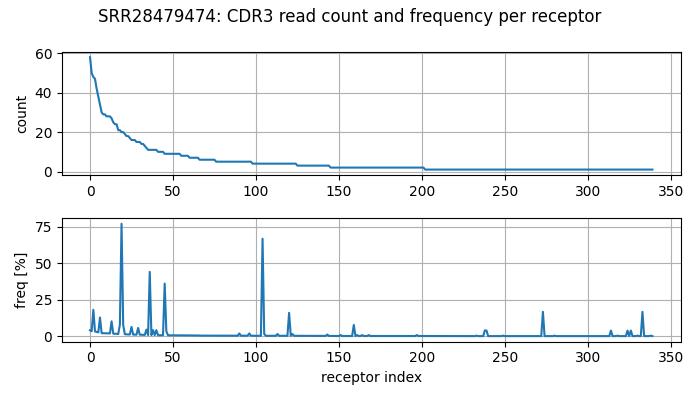 SRR28479474: CDR3 read count and frequency per receptor
60
40
20
0
count
0 50 100 150 200 250 300 350
75
50
25
0
freq [%]
0 50 100 150 200 250 300 350
receptor index